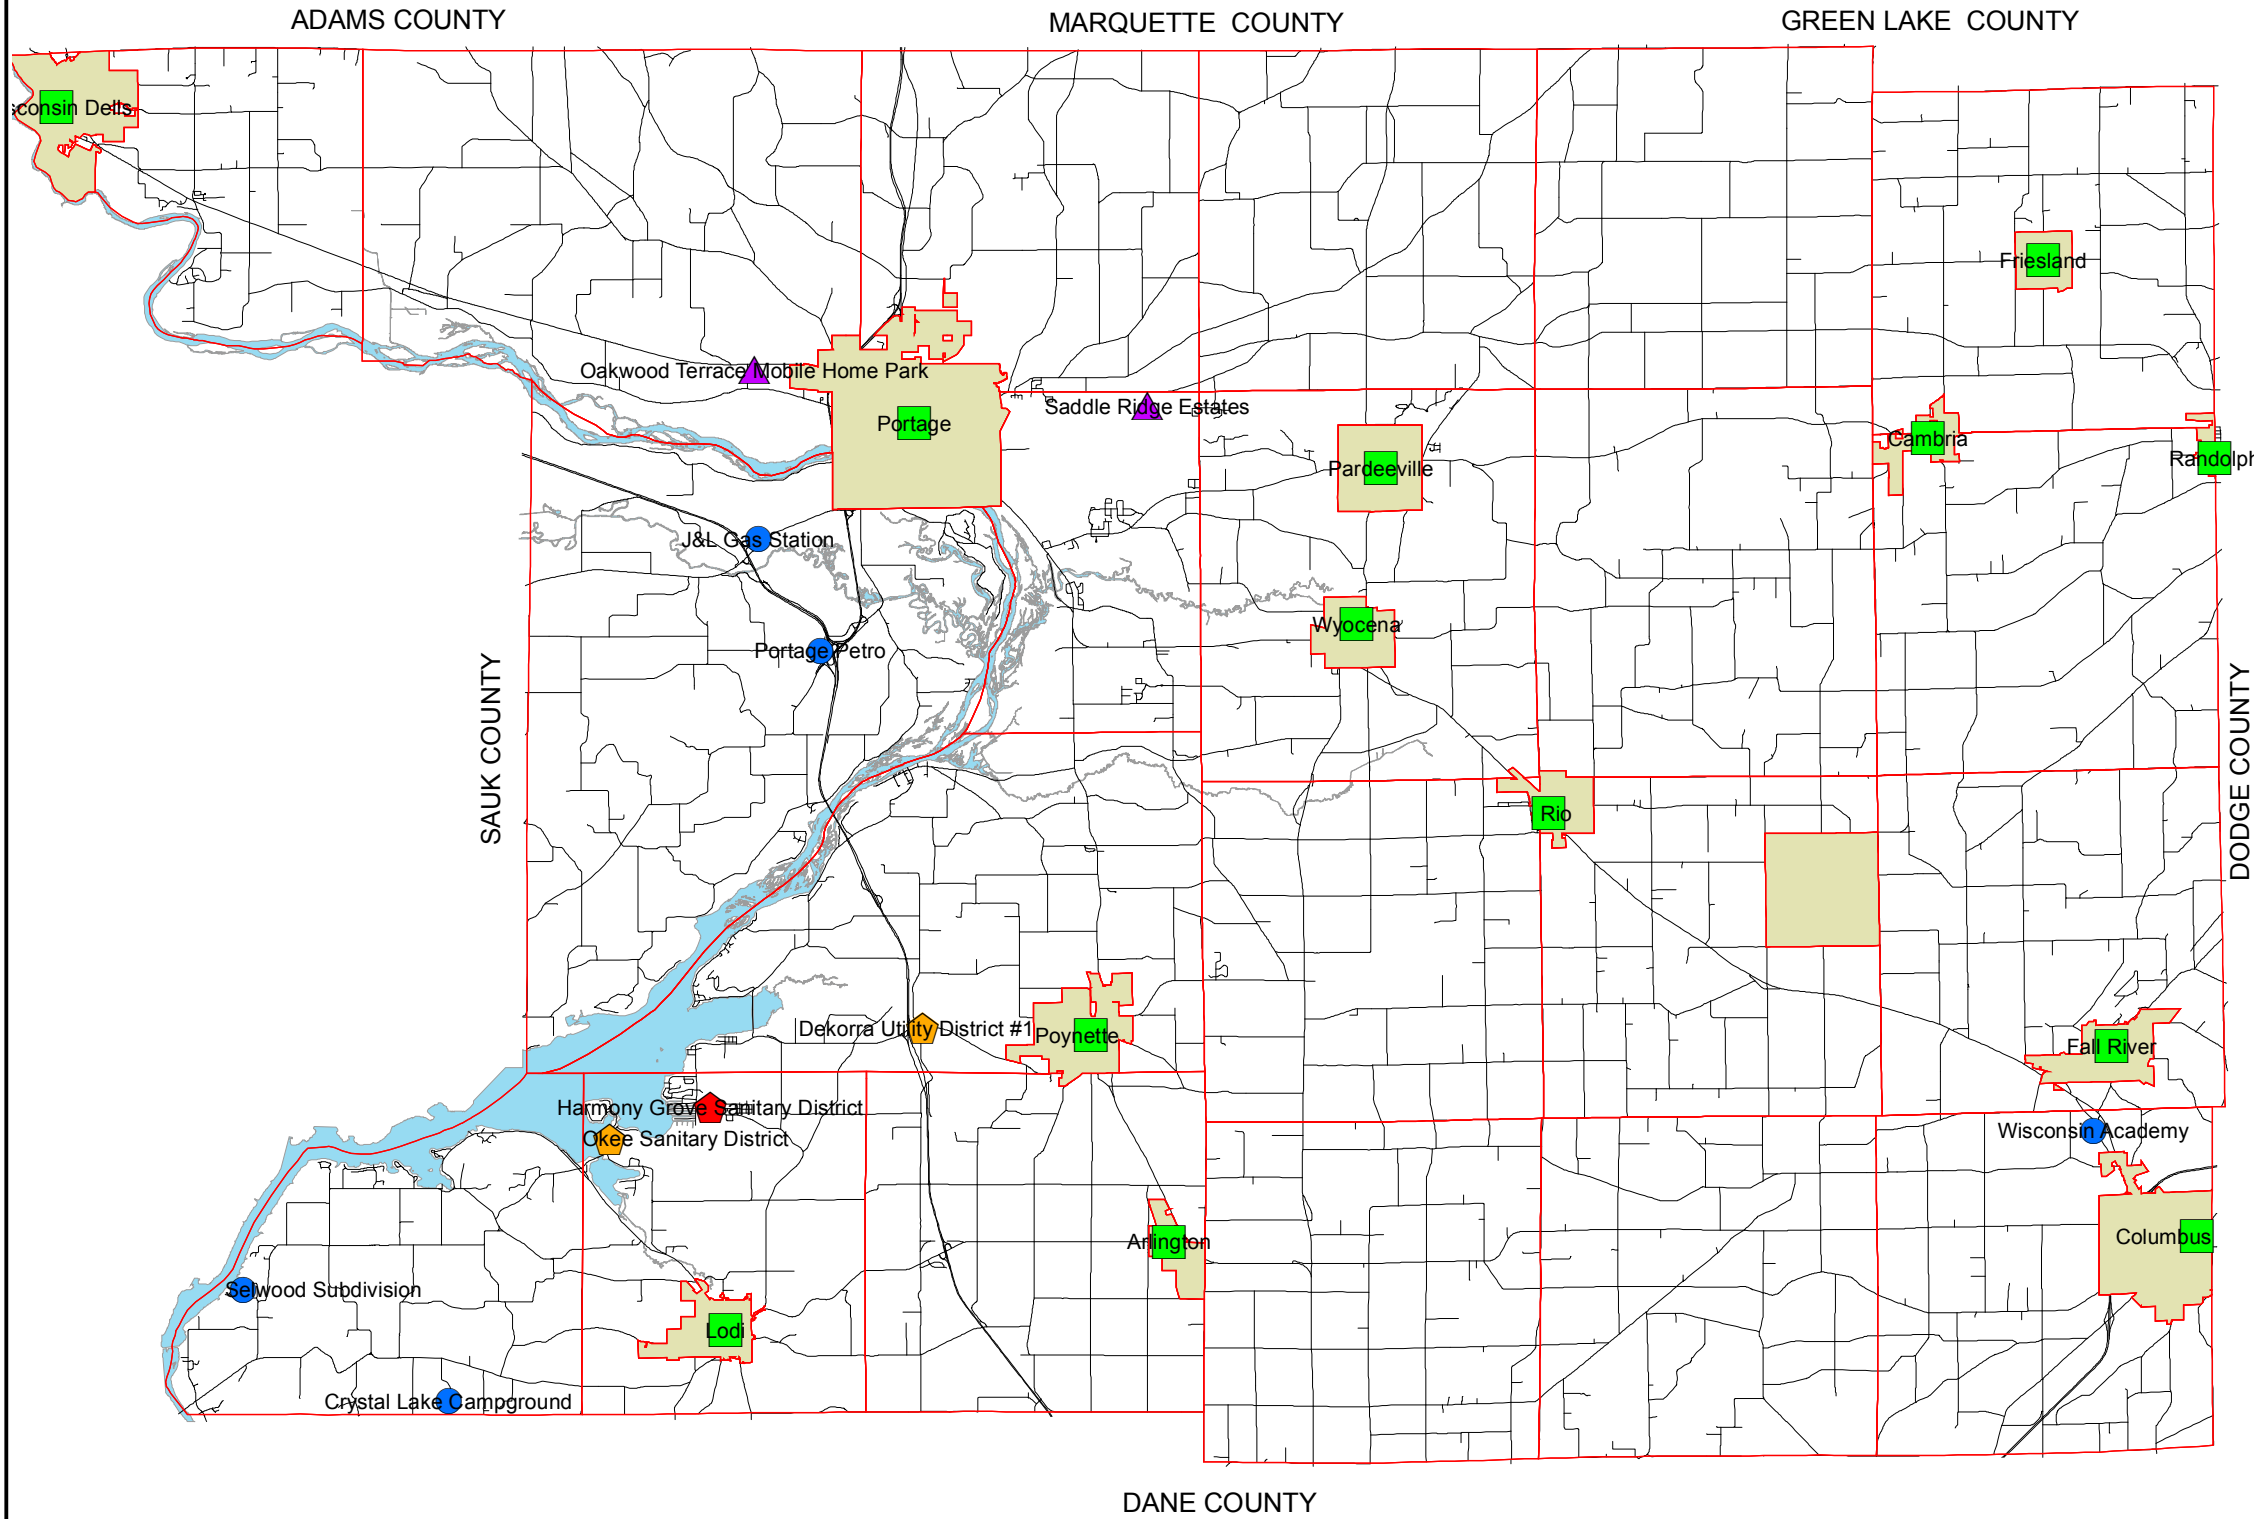 ADAMS COUNTY
MARQUETTE COUNTY
GREEN LAKE COUNTY
sconsin Dells
Friesland
Oakwood Terrace Mobile Home Park
Saddle Ridge Estates
Portage
Cambria
Pardeeville
Randolph
J&L Gas Station
Wyocena
Portage Petro
SAUK COUNTY
DODGE COUNTY
Rio
Dekorra Utility District #1
Poynette
Fall River
Harmony Grove Sanitary District
Okee Sanitary District
Wisconsin Academy
Arlington
Columbus
Selwood Subdivision
Lodi
Crystal Lake Campground
DANE COUNTY